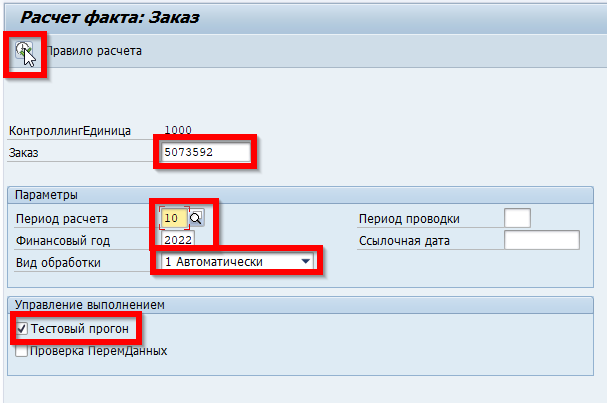 Расчет факта: Заказ
Правило расчета
КонтроллингЕдиница 1000
Заказ 5073592
Параметры
Период расчета 10 Период проводки
Финансовый год 2022 Ссылочная дата
Вид обработки 1 Автоматически
Управление выполнением
Тестовый прогон
Проверка ПеремДанных